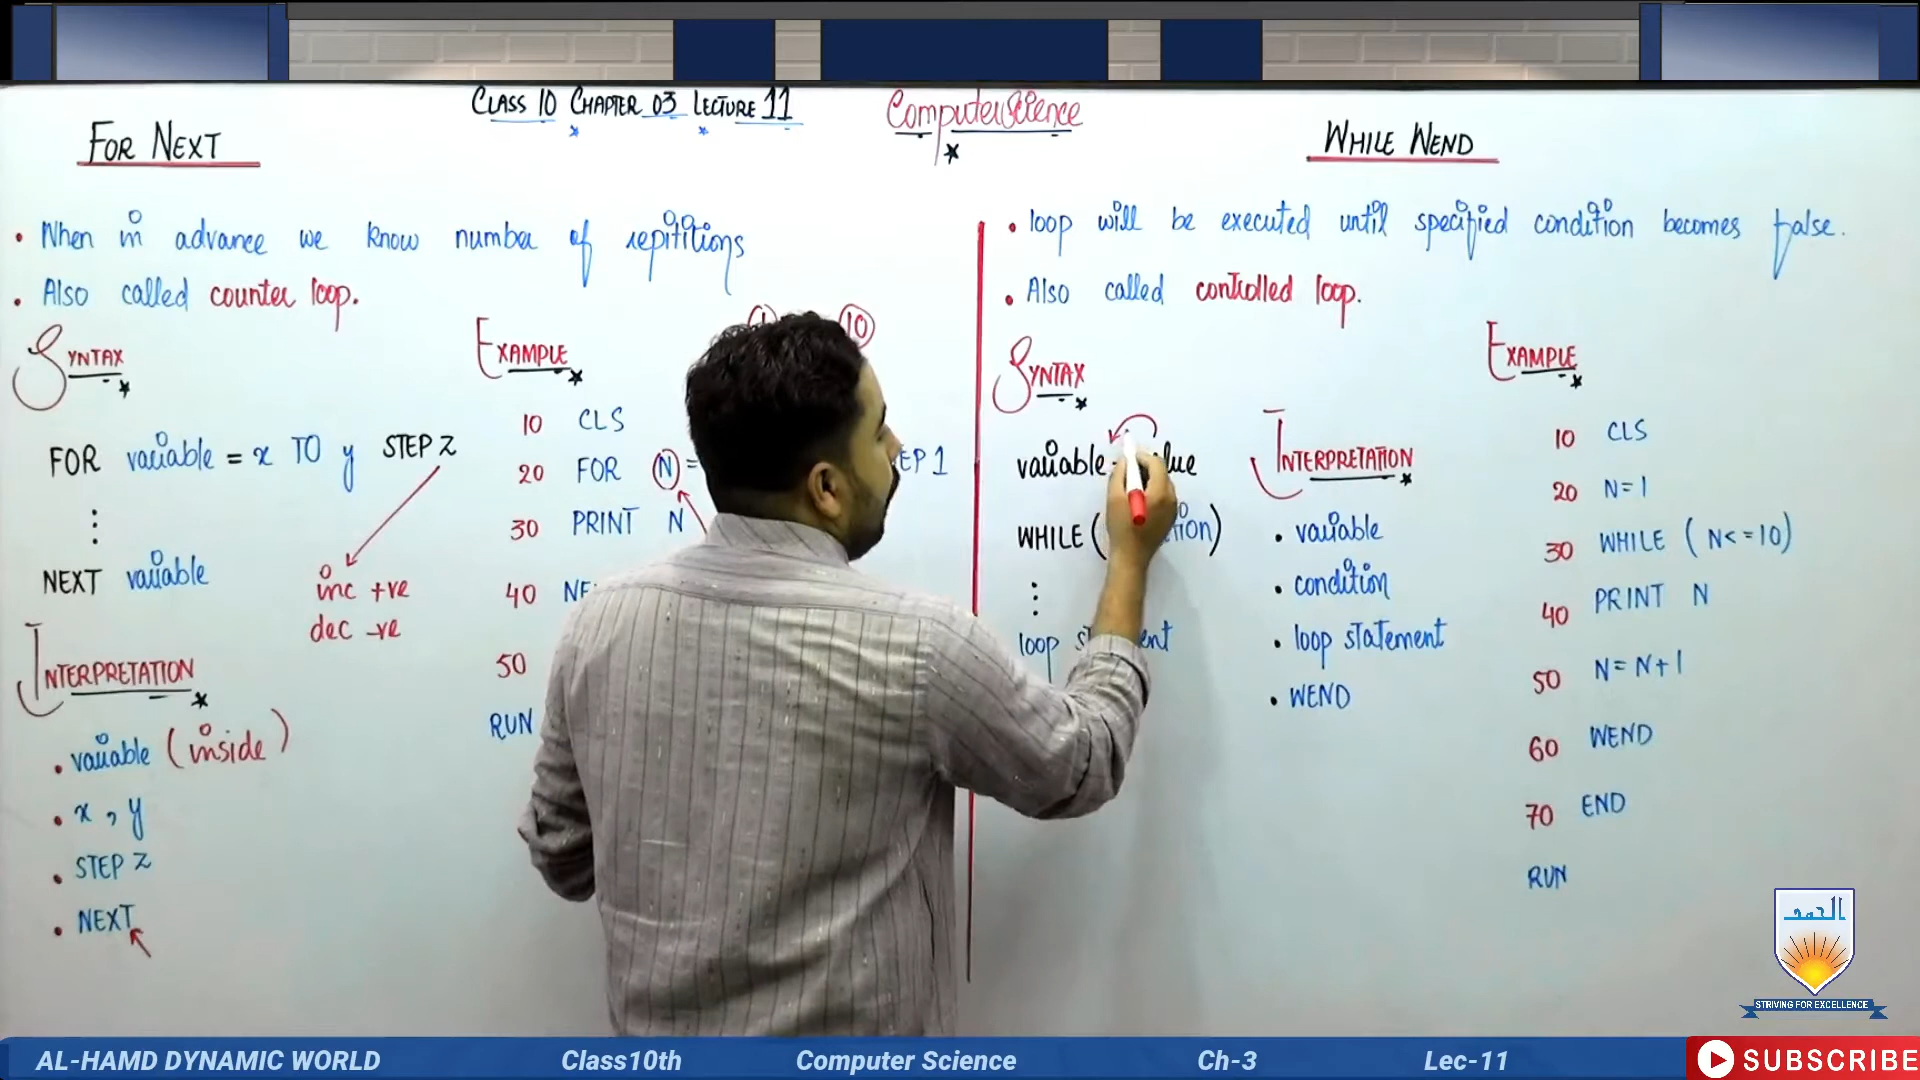 CLASS 10 CHAPTER 03 LECTURE 11
Computer Science
FOR NEXT
• When in advance we know number of repititions
• Also called counter loop.
SYNTAX
FOR variable = x TO y STEP Z
NEXT variable
inc +ve
dec -ve
INTERPRETATION
• variable (inside)
• x , y
• STEP Z
• NEXT
EXAMPLE
10
10 CLS
20 FOR N = EP 1
30 PRINT N
40
50
RUN
WHILE WEND
• loop will be executed until specified condition becomes false.
• Also called controlled loop.
SYNTAX
variable
WHILE (
loop
INTERPRETATION
• variable
• condition
• loop statement
• WEND
EXAMPLE
10 CLS
20 N=1
30 WHILE ( N<=10)
40 PRINT N
50 N= N+1
60 WEND
70 END
RUN
الحمد
STRIVING FOR EXCELLENCE
AL-HAMD DYNAMIC WORLD Class10th Computer Science Ch-3 Lec-11 SUBSCRIBE